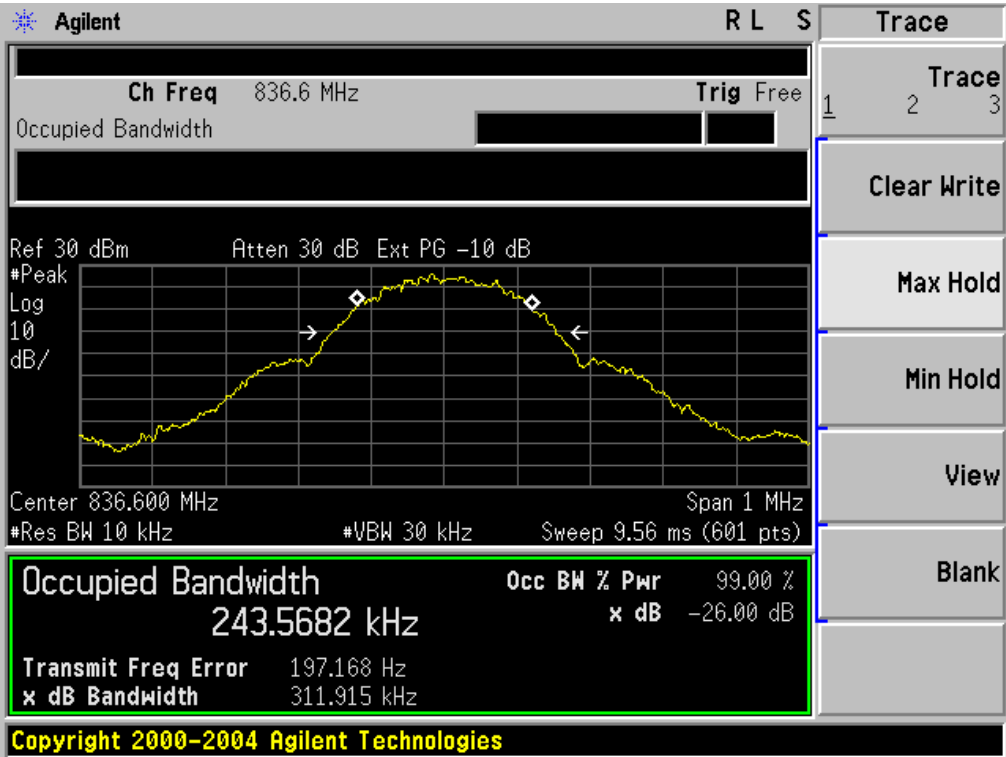 Agilent R L S Trace
Ch Freq 836.6 MHz Trig Free
Occupied Bandwidth
Trace
1 2 3
Clear Write
Max Hold
Min Hold
View
Blank
Ref 30 dBm Atten 30 dB Ext PG -10 dB
#Peak
Log
10
dB/
Center 836.600 MHz Span 1 MHz
#Res BW 10 kHz #VBW 30 kHz Sweep 9.56 ms (601 pts)
Occupied Bandwidth
243.5682 kHz
Occ BW % Pwr 99.00 %
x dB -26.00 dB
Transmit Freq Error 197.168 Hz
x dB Bandwidth 311.915 kHz
Copyright 2000-2004 Agilent Technologies